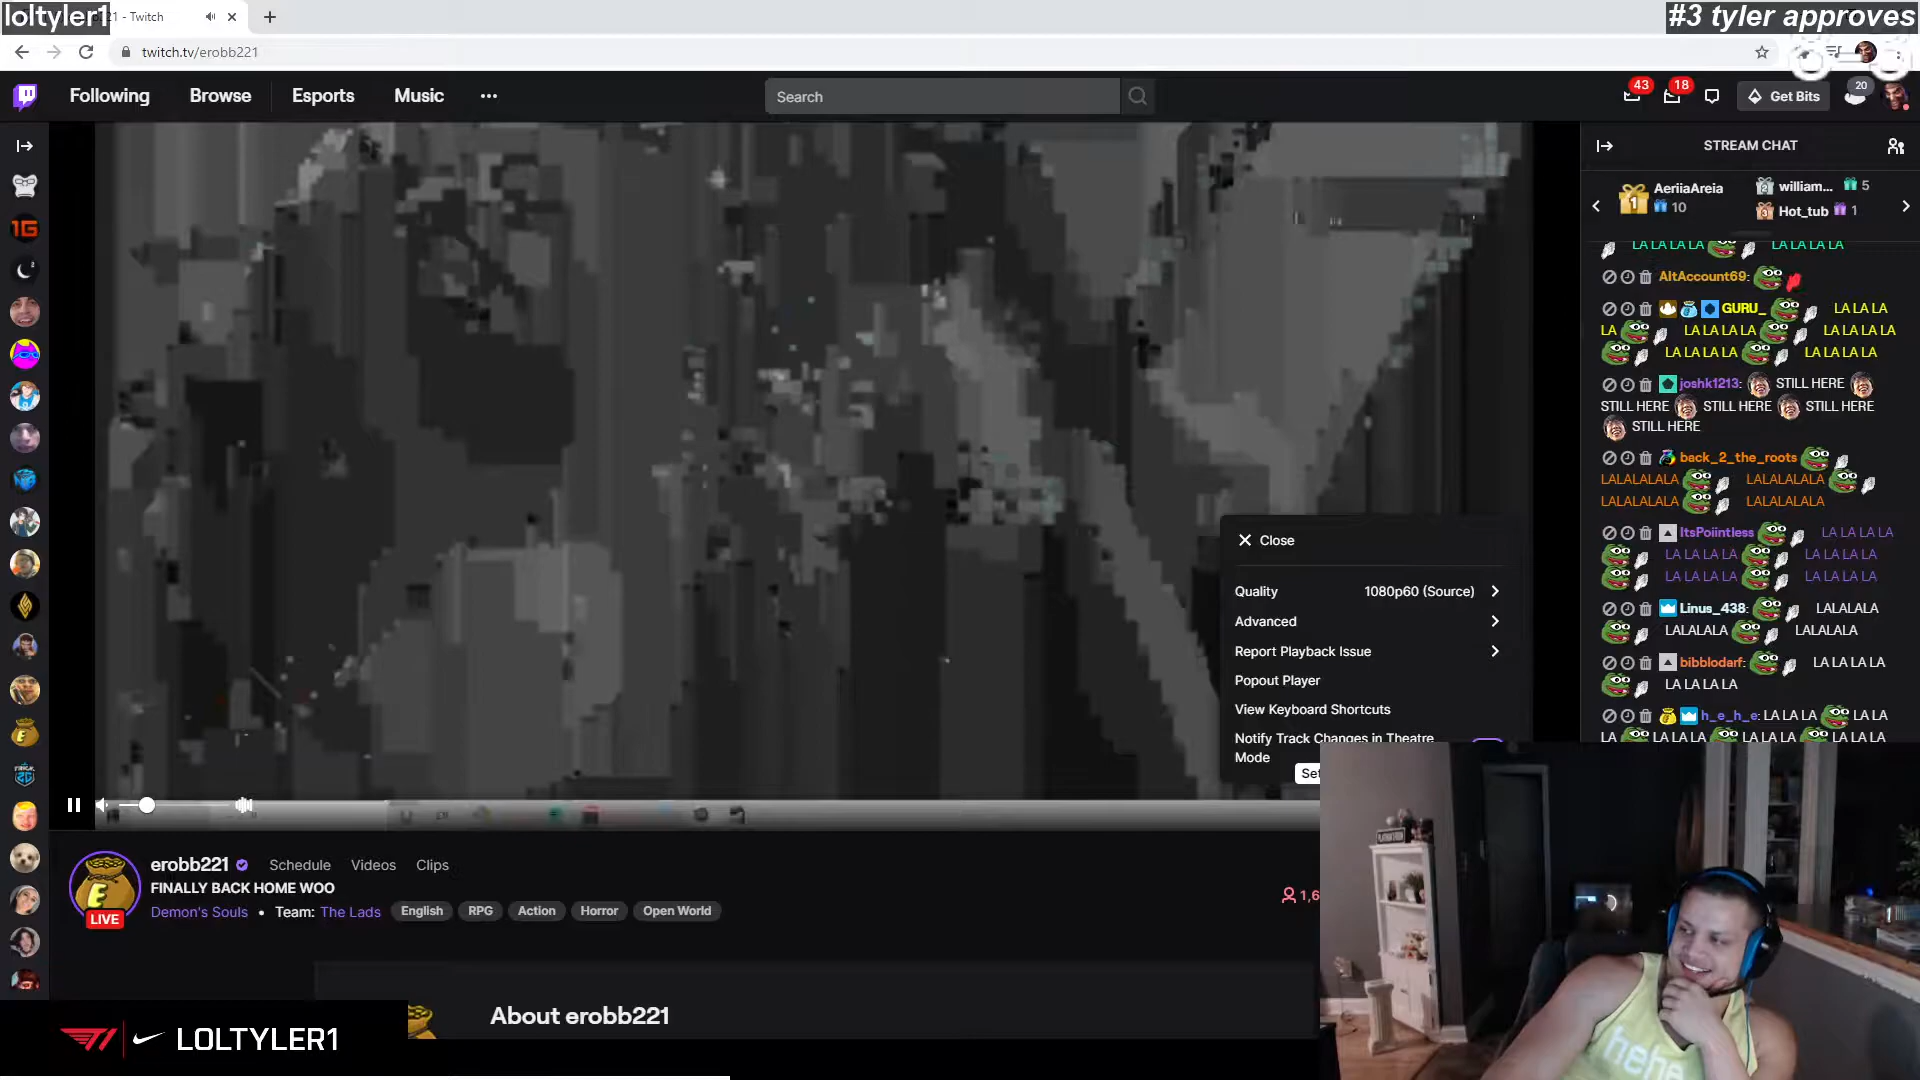 loltyler1
21 - Twitch
#3 tyler approves
twitch.tv/erobb221
Following
Browse
Esports
Music
Search
43
18
Get Bits
20
STREAM CHAT
1
AeriiaAreia
10
2
william...
5
3
Hot_tub
1
LA LA LA LA LA LA LA LA
AltAccount69:
GURU_ LA LA LA
LA LA LA LA LA LA LA LA LA
LA LA LA LA LA LA LA LA
joshk1213: STILL HERE
STILL HERE STILL HERE STILL HERE
STILL HERE
back_2_the_roots
LALALALALA LALALALALA
LALALALALA LALALALALA
ItsPoiintless LA LA LA LA
LA LA LA LA LA LA LA LA
LA LA LA LA LA LA LA LA
Linus_438: LALALALA
LALALALA LALALALA
bibblodarf: LA LA LA LA
LA LA LA LA
h_e_h_e: LA LA LA LA LA
LA LA LA LA LA LA LA LA
Close
Quality 1080p60 (Source)
Advanced
Report Playback Issue
Popout Player
View Keyboard Shortcuts
Notify Track Changes in Theatre
Mode
E
LIVE
erobb221
Schedule
Videos
Clips
FINALLY BACK HOME WOO
Demon's Souls • Team: The Lads
English
RPG
Action
Horror
Open World
1,6
About erobb221
T1
LOLTYLER1
hehe